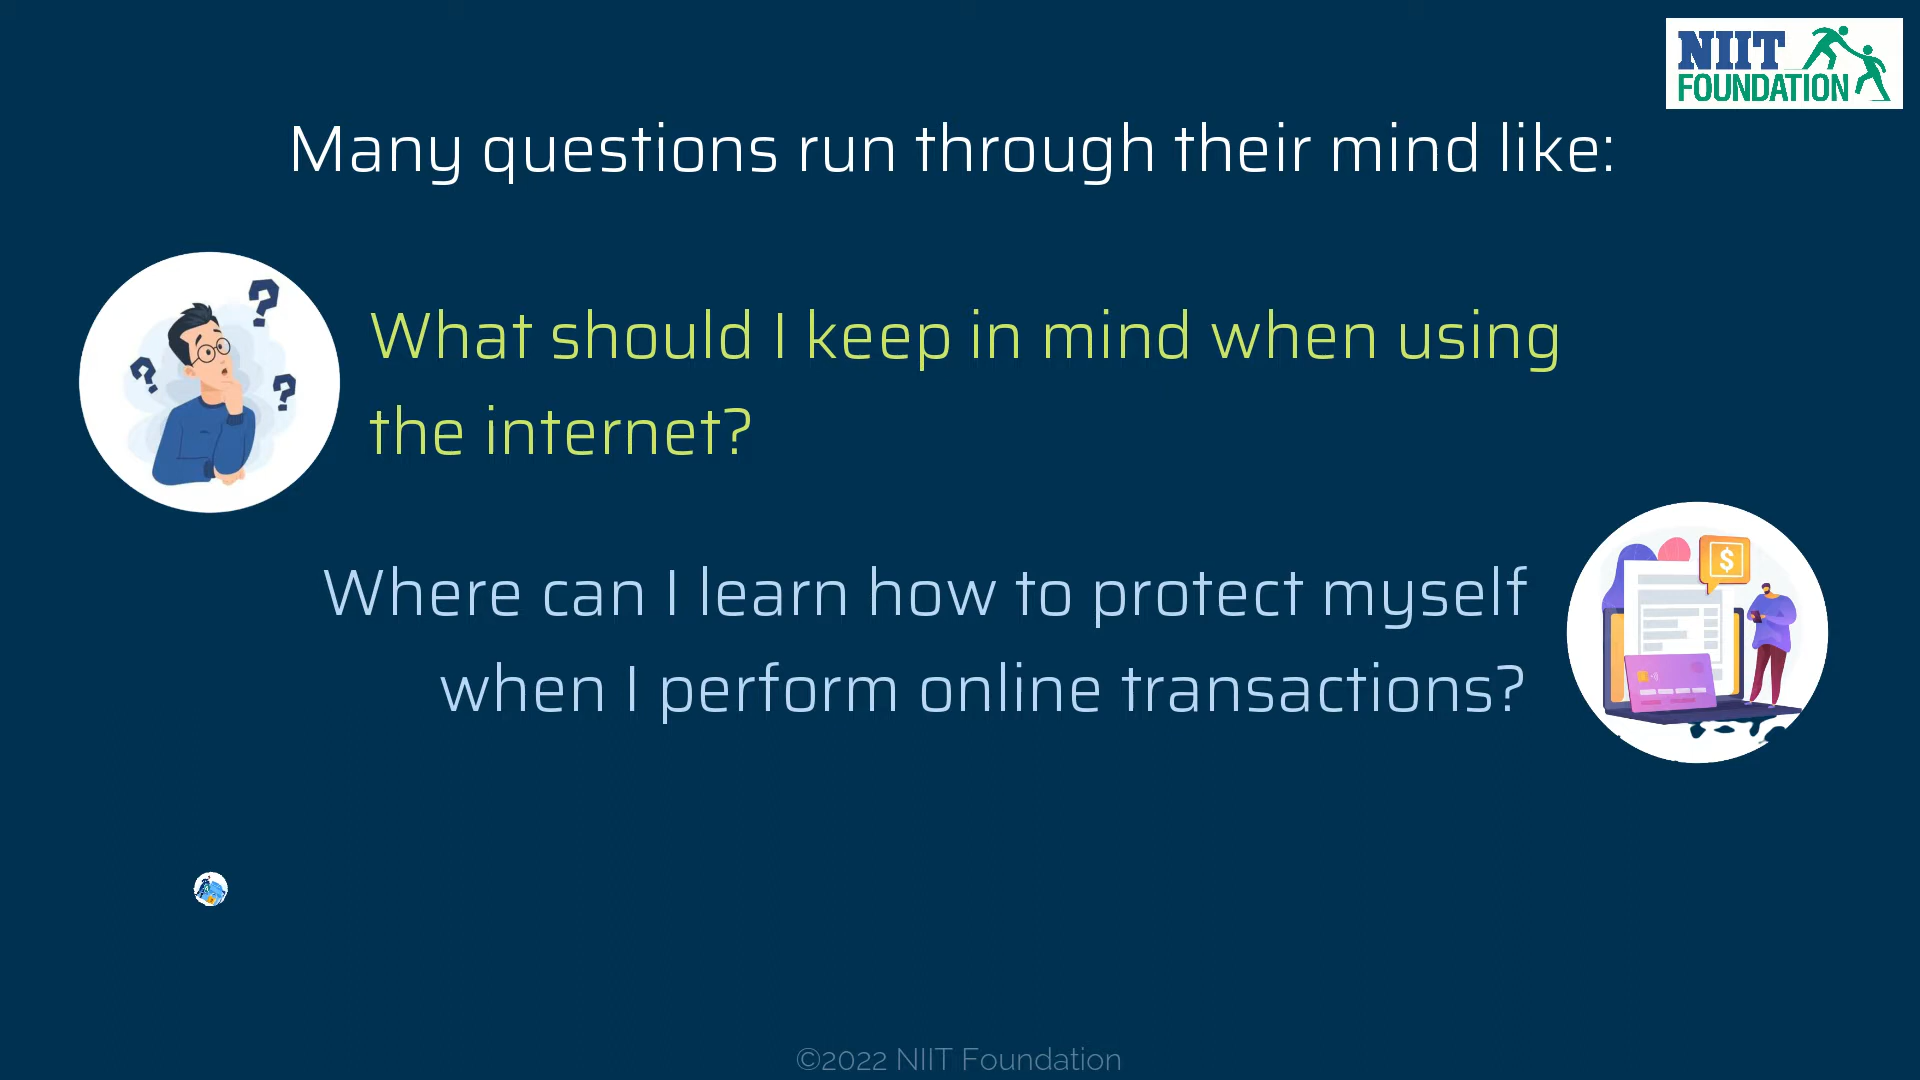 NIIT
FOUNDATION
Many questions run through their mind like:
What should I keep in mind when using
the internet?
Where can I learn how to protect myself
when I perform online transactions?
©2022 NIIT Foundation